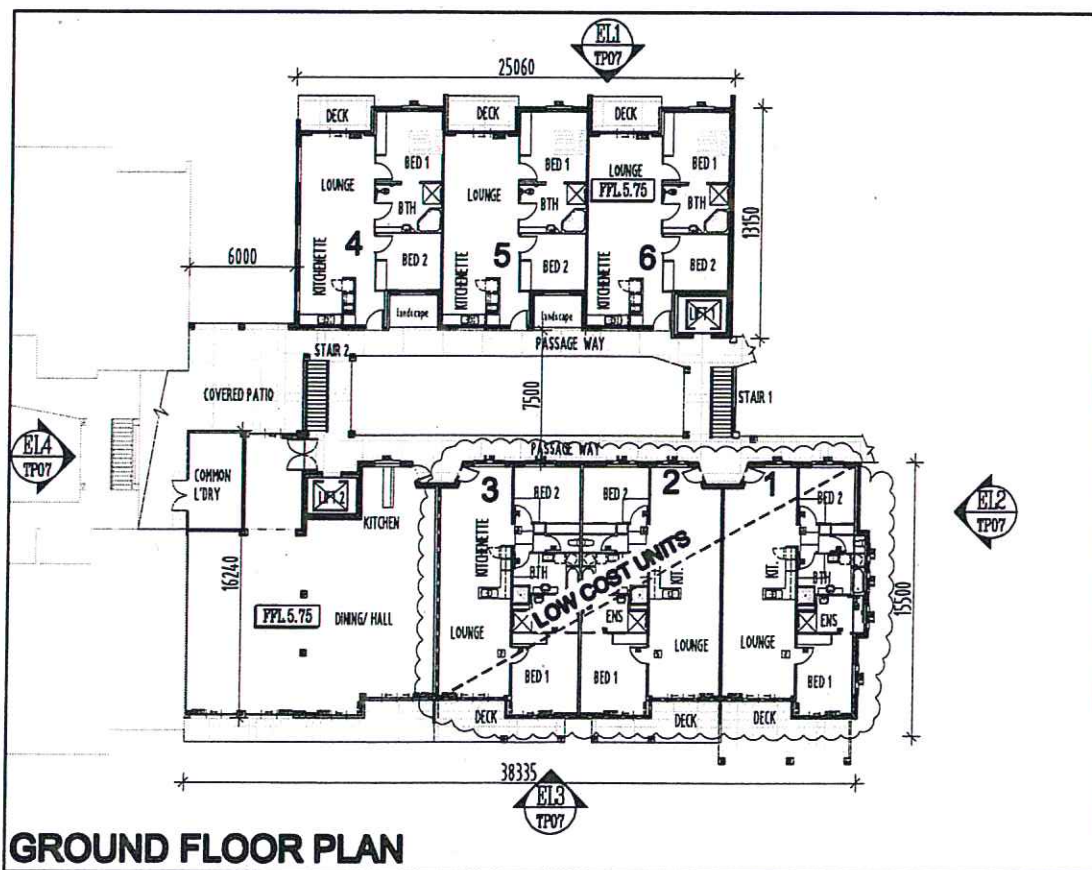 EL1
TP07
25060
DECK
DECK
DECK
BED 1
BED 1
BED 1
LOUNGE
LOUNGE
LOUNGE
FFL 5.75
BTH
BTH
BTH
13150
4
5
6
6000
KITCHENETTE
KITCHENETTE
KITCHENETTE
BED 2
BED 2
BED 2
Landscape
Landscape
PASSAGE WAY
STAIR 2
COVERED PATIO
7500
STAIR 1
EL4
TP07
PASSAGE WAY
COMMON
L'DRY
LIFT 2
KITCHEN
3
BED 2
BED 2
2
1
BED 2
EL2
TP07
KITCHENETTE
BTH
LOW COST UNITS
KIT.
KIT.
BTH
16240
15500
FFL 5.75
DINING/ HALL
LOUNGE
ENS
LOUNGE
LOUNGE
ENS
BED 1
BED 1
BED 1
DECK
DECK
DECK
38335
EL3
TP07
GROUND FLOOR PLAN